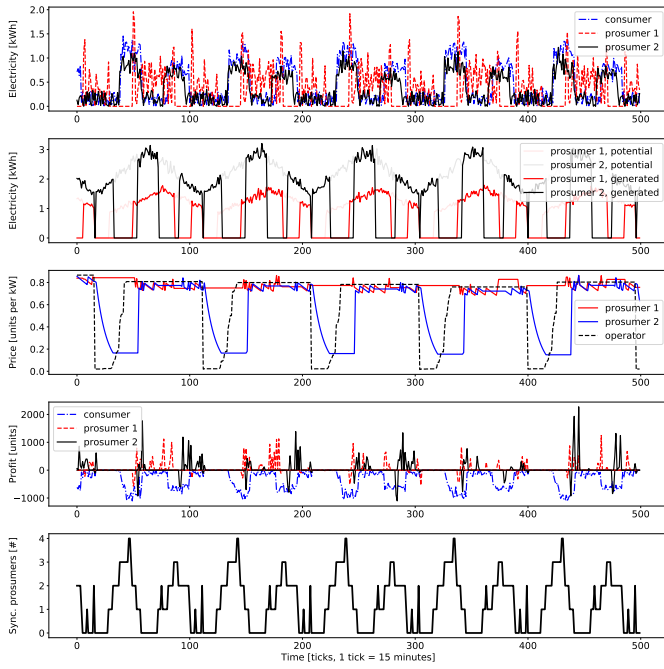 Electricity [kWh]
2.0
1.5
1.0
0.5
0.0
consumer
prosumer 1
prosumer 2
0 100 200 300 400 500
Electricity [kWh]
3
2
1
0
prosumer 1, potential
prosumer 2, potential
prosumer 1, generated
prosumer 2, generated
0 100 200 300 400 500
Price [units per kW]
0.8
0.6
0.4
0.2
0.0
prosumer 1
prosumer 2
operator
0 100 200 300 400 500
Profit [units]
2000
1000
0
−1000
consumer
prosumer 1
prosumer 2
0 100 200 300 400 500
Sync. prosumers [#]
4
3
2
1
0
0 100 200 300 400 500
Time [ticks, 1 tick = 15 minutes]